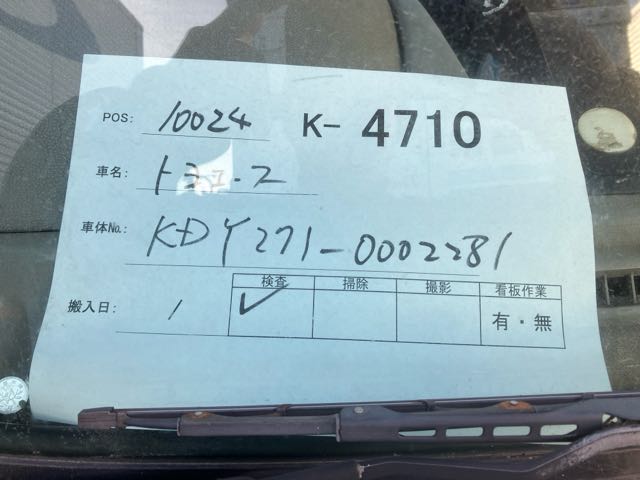 POS: 10024 K-4710
車名: トヨエース
車体No.: KDY271-0002281
搬入日: 1
検査 掃除 撮影 看板作業
✓ 有・無